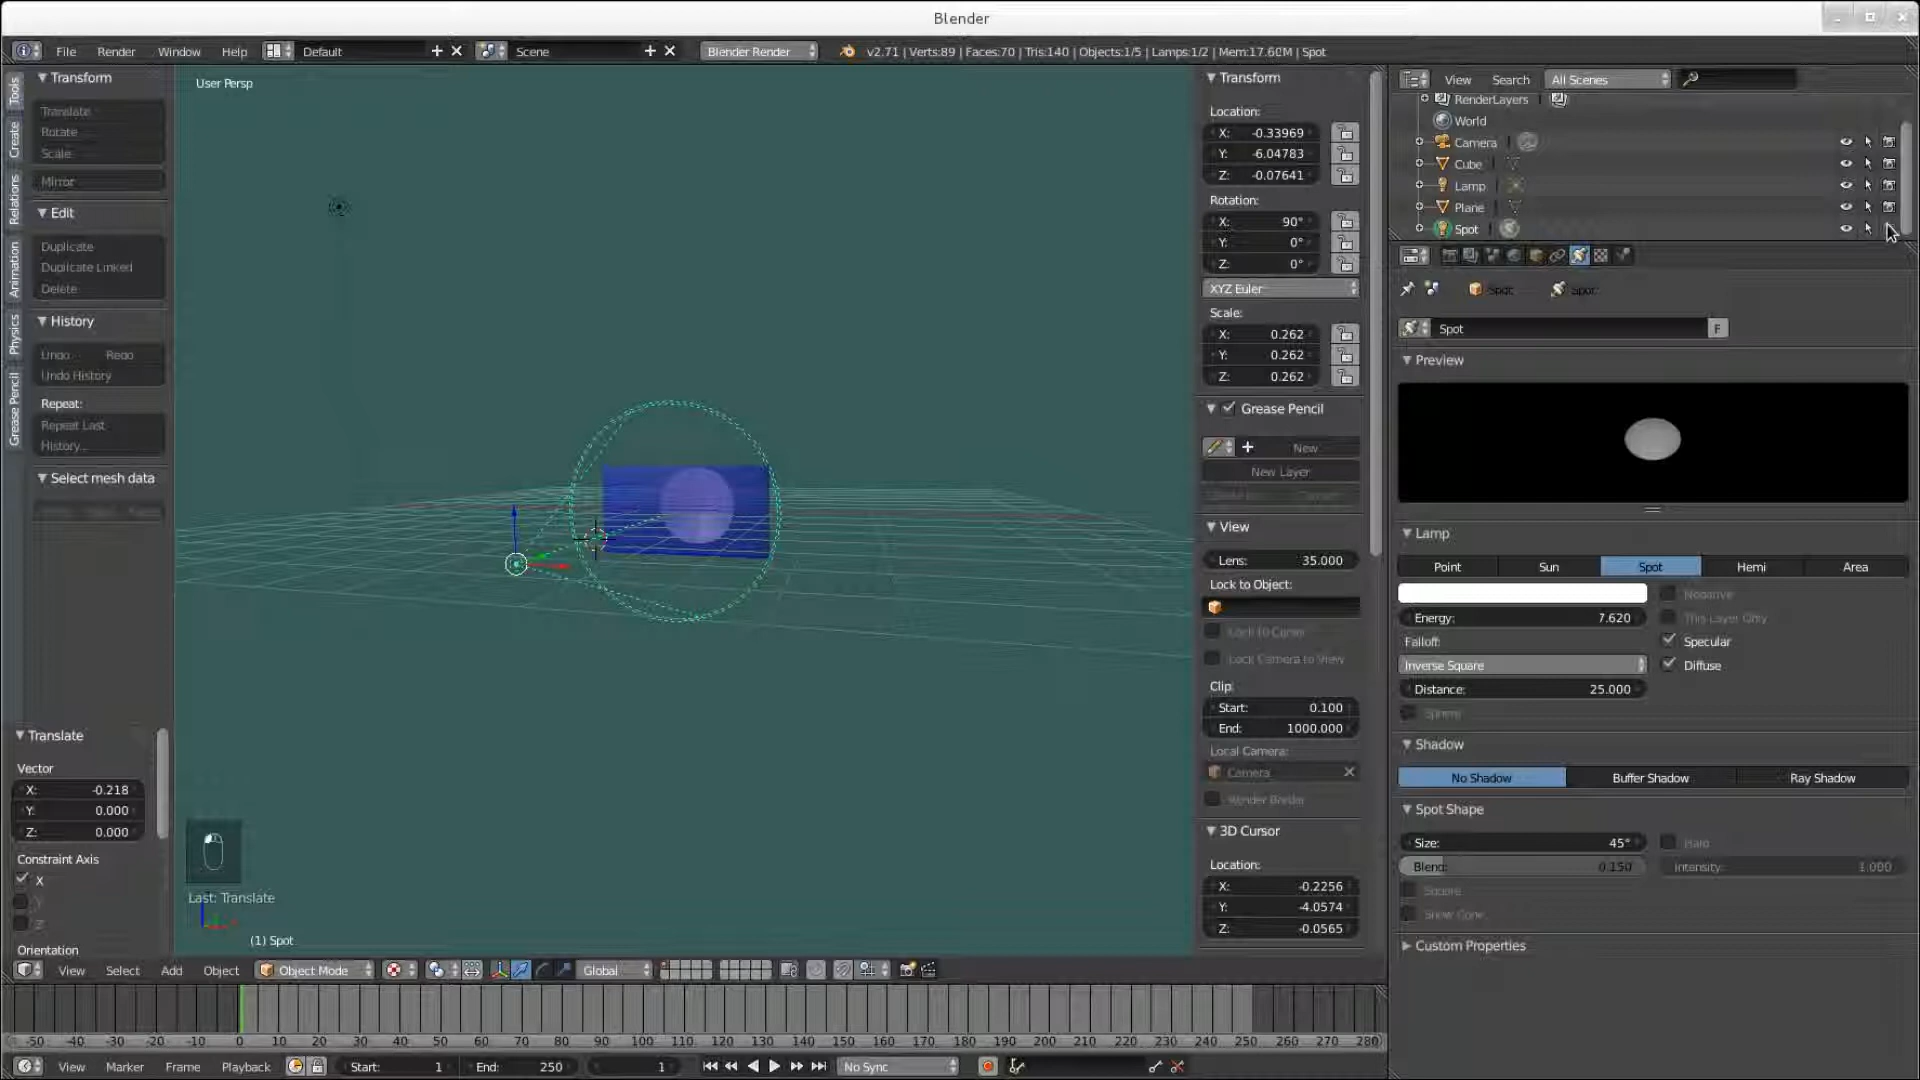 Blender
File Render Window Help Default Scene Blender Render v2.71 | Verts:89 | Faces:70 | Tris:140 | Objects:1/5 | Lamps:1/2 | Mem:17.60M | Spot
Tools
Create
Relations
Animation
Physics
Grease Pencil
Transform
Translate
Rotate
Scale
Mirror
Edit
Duplicate
Duplicate Linked
Delete
History
Undo Redo
Undo History
Repeat:
Repeat Last
History...
Select mesh data
Translate
Vector
X: -0.218
Y: 0.000
Z: 0.000
Constraint Axis
X
Y
Z
Orientation
User Persp
Last: Translate
(1) Spot
Transform
Location:
X: -0.33969
Y: -6.04783
Z: -0.07641
Rotation:
X: 90°
Y: 0°
Z: 0°
XYZ Euler
Scale:
X: 0.262
Y: 0.262
Z: 0.262
Grease Pencil
New
New Layer
View
Lens: 35.000
Lock to Object:
Lock to Cursor
Lock Camera to View
Clip:
Start: 0.100
End: 1000.000
Local Camera:
Camera
Render Border
3D Cursor
Location:
X: -0.2256
Y: -4.0574
Z: -0.0565
View Search All Scenes
RenderLayers
World
Camera
Cube
Lamp
Plane
Spot
Spot Spot
Spot F
Preview
Lamp
Point Sun Spot Hemi Area
Negative
Energy: 7.620 This Layer Only
Falloff: Specular
Inverse Square Diffuse
Distance: 25.000
Sphere
Shadow
No Shadow Buffer Shadow Ray Shadow
Spot Shape
Size: 45° Halo
Blend: 0.150 Intensity: 1.000
Square
Show Cone
Custom Properties
View Select Add Object Object Mode Global
-50 -40 -30 -20 -10 0 10 20 30 40 50 60 70 80 90 100 110 120 130 140 150 160 170 180 190 200 210 220 230 240 250 260 270 280
View Marker Frame Playback Start: 1 End: 250 1 No Sync